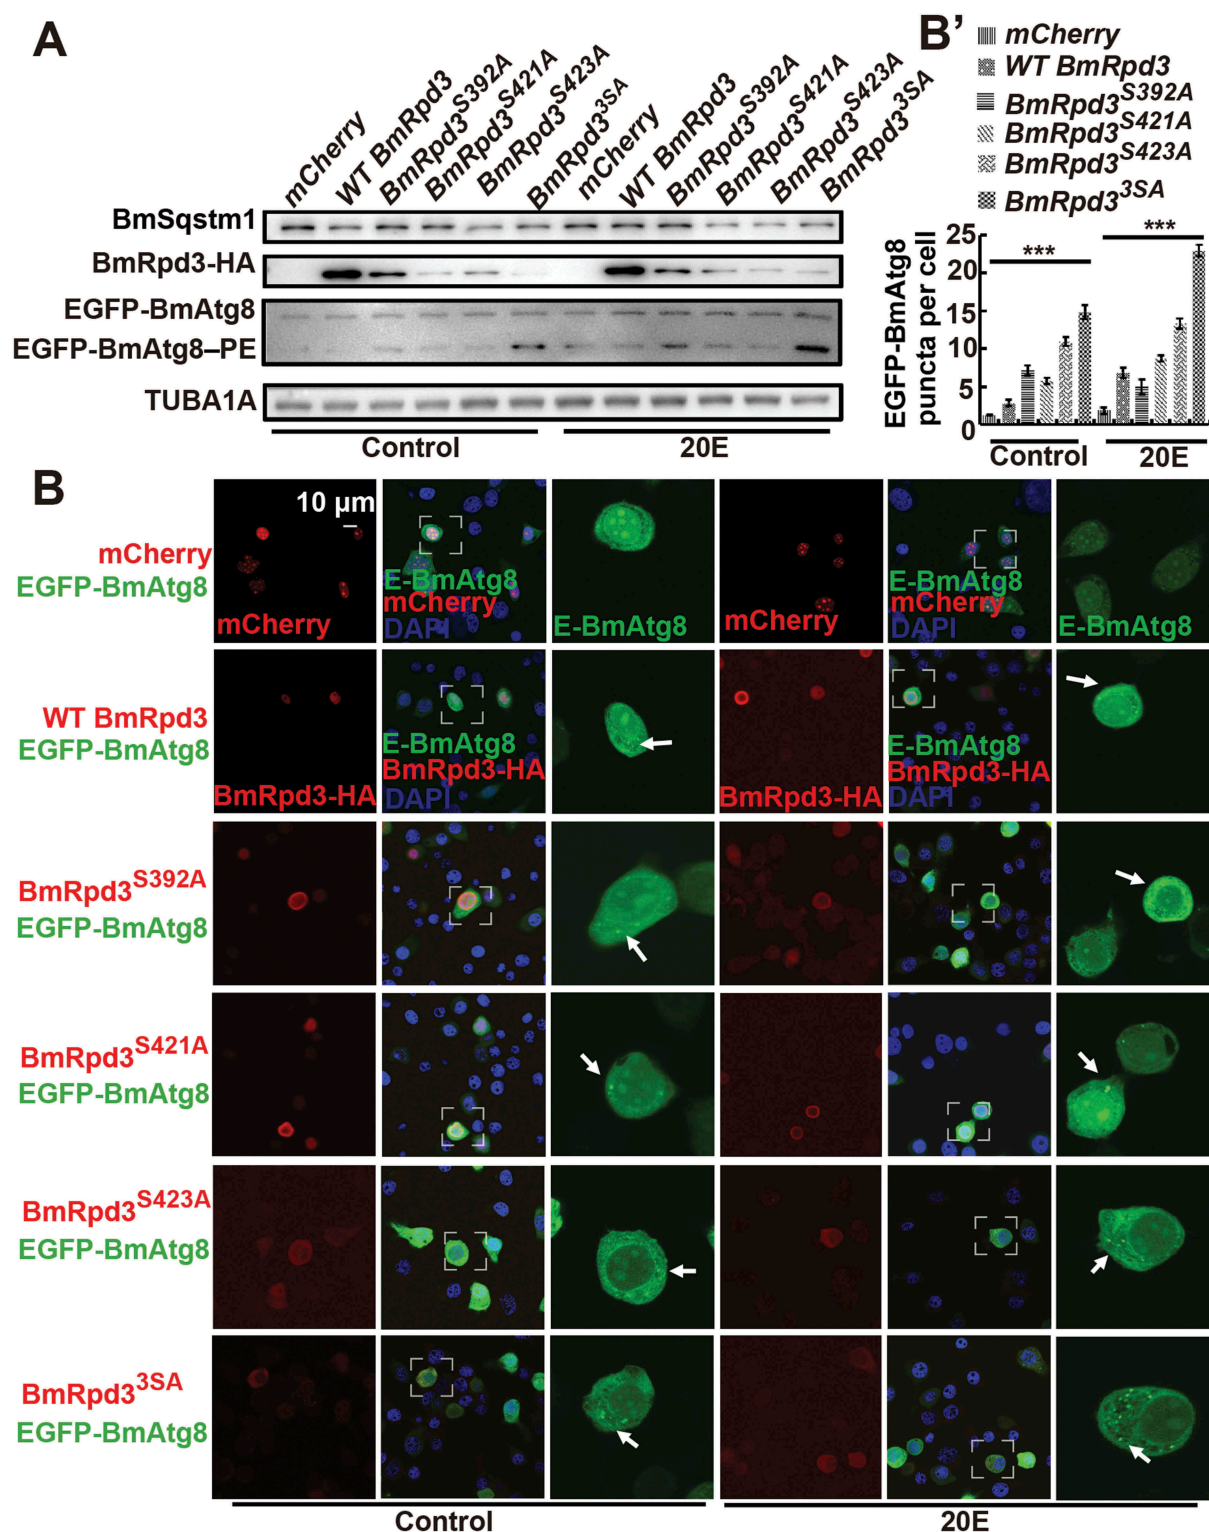 A
mCherry
WT BmRpd3
BmRpd3S392A
BmRpd3S421A
BmRpd3S423A
BmRpd33SA
mCherry
WT BmRpd3
BmRpd3S392A
BmRpd3S421A
BmRpd3S423A
BmRpd33SA
BmSqstm1
BmRpd3-HA
EGFP-BmAtg8
EGFP-BmAtg8–PE
TUBA1A
Control
20E
B’
mCherry
WT BmRpd3
BmRpd3S392A
BmRpd3S421A
BmRpd3S423A
BmRpd33SA
EGFP-BmAtg8
puncta per cell
25
20
15
10
5
0
***
***
Control
20E
B
mCherry
EGFP-BmAtg8
10 µm
mCherry
E-BmAtg8
mCherry
DAPI
E-BmAtg8
mCherry
E-BmAtg8
mCherry
DAPI
E-BmAtg8
WT BmRpd3
EGFP-BmAtg8
BmRpd3-HA
E-BmAtg8
BmRpd3-HA
DAPI
BmRpd3-HA
E-BmAtg8
BmRpd3-HA
DAPI
BmRpd3S392A
EGFP-BmAtg8
BmRpd3S421A
EGFP-BmAtg8
BmRpd3S423A
EGFP-BmAtg8
BmRpd33SA
EGFP-BmAtg8
Control
20E